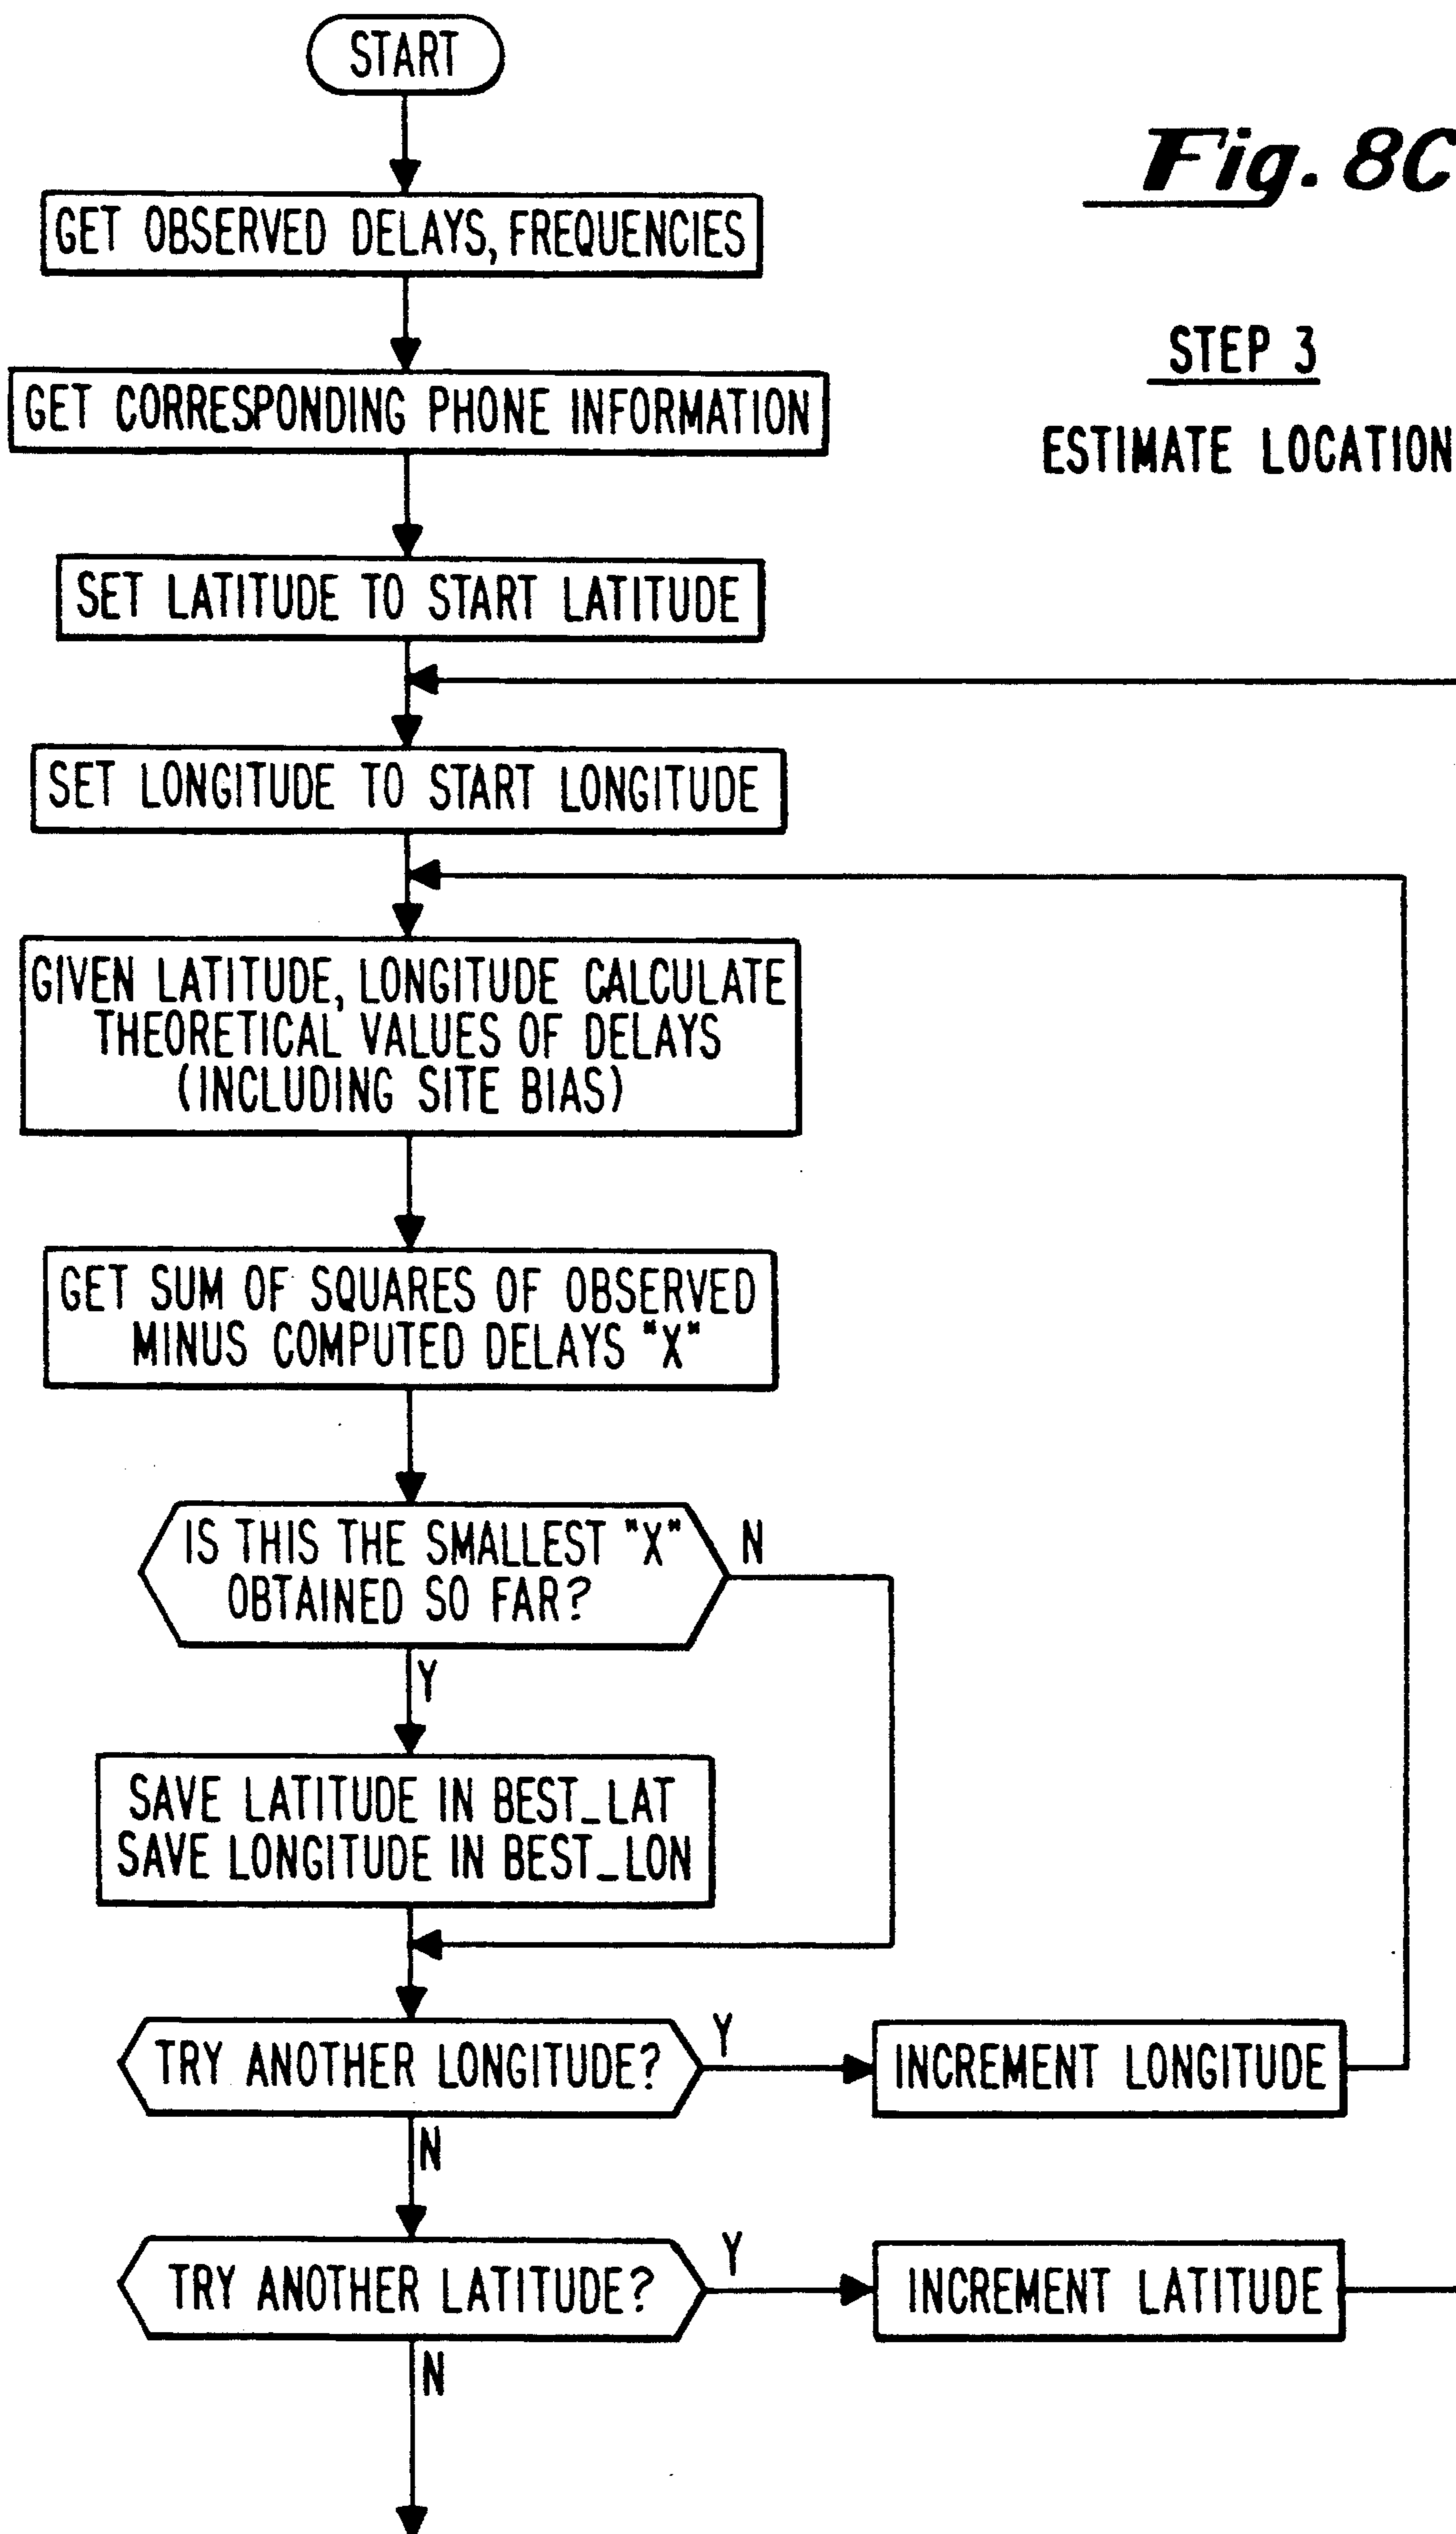 START
Fig. 8C
GET OBSERVED DELAYS, FREQUENCIES
STEP 3
ESTIMATE LOCATION
GET CORRESPONDING PHONE INFORMATION
SET LATITUDE TO START LATITUDE
SET LONGITUDE TO START LONGITUDE
GIVEN LATITUDE, LONGITUDE CALCULATE
THEORETICAL VALUES OF DELAYS
(INCLUDING SITE BIAS)
GET SUM OF SQUARES OF OBSERVED
MINUS COMPUTED DELAYS "X"
IS THIS THE SMALLEST "X"
OBTAINED SO FAR?
N
Y
SAVE LATITUDE IN BEST_LAT
SAVE LONGITUDE IN BEST_LON
TRY ANOTHER LONGITUDE?
Y
INCREMENT LONGITUDE
N
TRY ANOTHER LATITUDE?
Y
INCREMENT LATITUDE
N